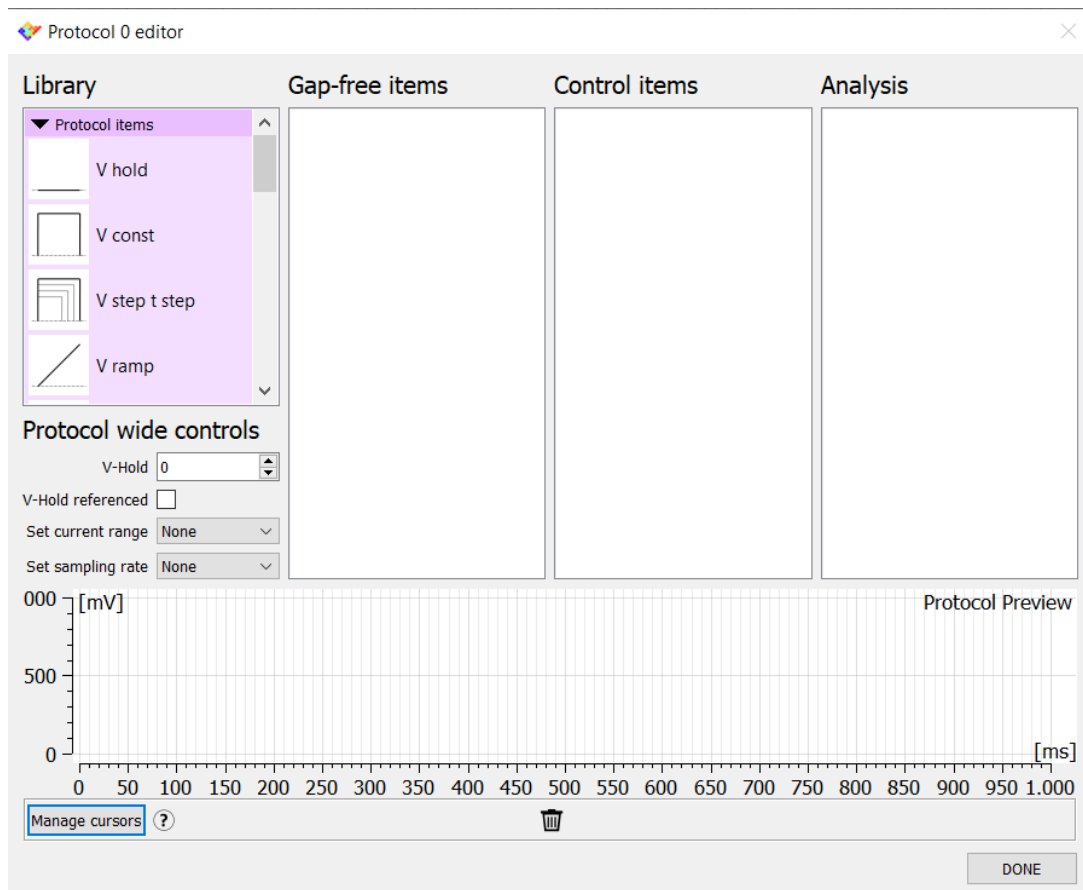 Protocol 0 editor
Library
Gap-free items
Control items
Analysis
Protocol items
V hold
V const
V step t step
V ramp
Protocol wide controls
V-Hold 0
V-Hold referenced
Set current range None
Set sampling rate None
000 [mV] Protocol Preview
500
0 [ms]
0 50 100 150 200 250 300 350 400 450 500 550 600 650 700 750 800 850 900 950 1.000
Manage cursors ?
DONE